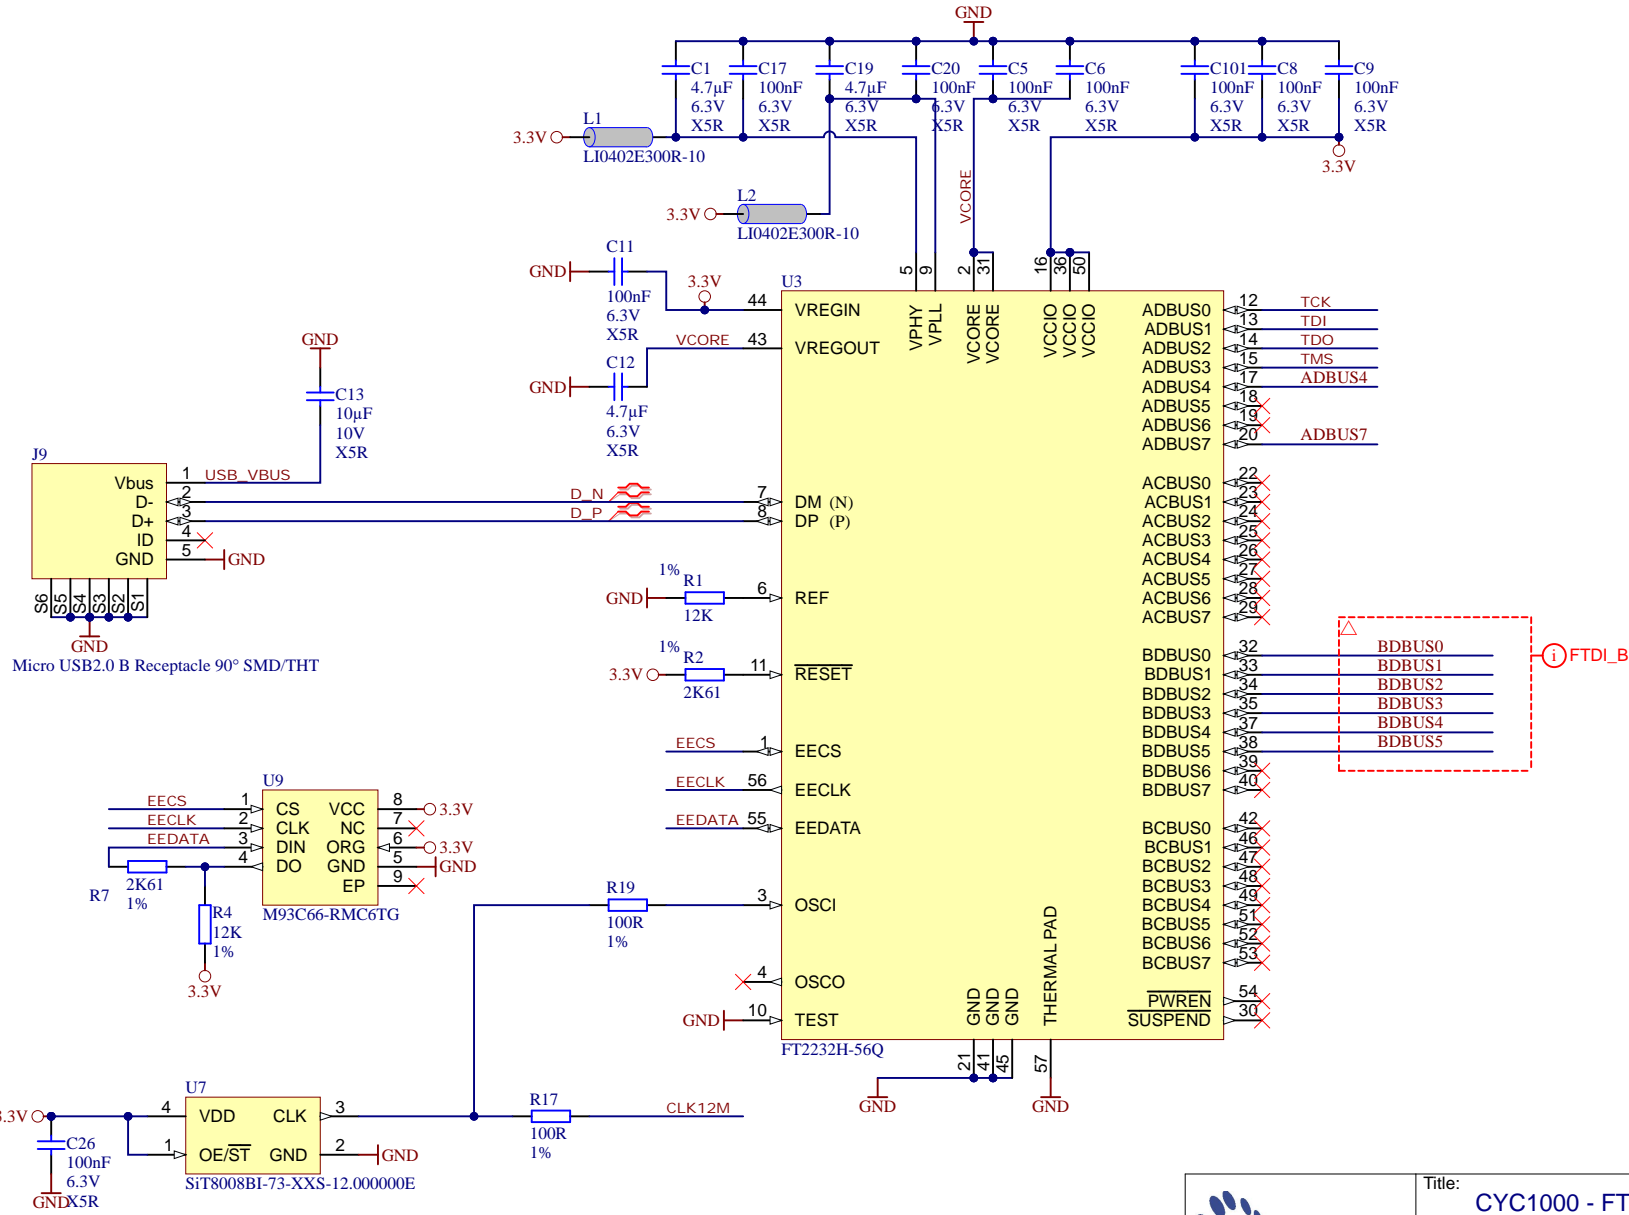 GND
C1
4.7µF
6.3V
X5R
C17
100nF
6.3V
X5R
C19
4.7µF
6.3V
X5R
C20
100nF
6.3V
X5R
C5
100nF
6.3V
X5R
C6
100nF
6.3V
X5R
C101
100nF
6.3V
X5R
C8
100nF
6.3V
X5R
C9
100nF
6.3V
X5R
3.3V
L1
LI0402E300R-10
3.3V
3.3V
L2
LI0402E300R-10
VCORE
GND
C11
100nF
6.3V
X5R
3.3V
GND
C12
4.7µF
6.3V
X5R
VCORE
U3
5 9 2 31 16 36 50
VPHY VPLL VCORE VCORE VCCIO VCCIO VCCIO
44 VREGIN
43 VREGOUT
7 DM (N)
8 DP (P)
6 REF
11 RESET
1 EECS
56 EECLK
55 EEDATA
3 OSCI
4 OSCO
10 TEST
ADBUS0 12 TCK
ADBUS1 13 TDI
ADBUS2 14 TDO
ADBUS3 15 TMS
ADBUS4 17 ADBUS4
ADBUS5 18
ADBUS6 19
ADBUS7 20 ADBUS7
ACBUS0 22
ACBUS1 23
ACBUS2 24
ACBUS3 25
ACBUS4 26
ACBUS5 27
ACBUS6 28
ACBUS7 29
BDBUS0 32 BDBUS0
BDBUS1 33 BDBUS1
BDBUS2 34 BDBUS2
BDBUS3 35 BDBUS3
BDBUS4 37 BDBUS4
BDBUS5 38 BDBUS5
BDBUS6 39
BDBUS7 40
i FTDI_B
BCBUS0 42
BCBUS1 46
BCBUS2 47
BCBUS3 48
BCBUS4 49
BCBUS5 51
BCBUS6 52
BCBUS7 53
PWREN 54
SUSPEND 30
GND GND GND THERMAL PAD
21 41 45 57
GND GND
FT2232H-56Q
GND
C13
10µF
10V
X5R
J9
Vbus 1 USB_VBUS
D- 2 D_N
D+ 3 D_P
ID 4
GND 5 GND
S6 S5 S4 S3 S2 S1
GND
Micro USB2.0 B Receptacle 90° SMD/THT
1%
R1
GND
12K
1%
R2
3.3V
2K61
EECS
EECLK
EEDATA
U9
EECS 1 CS VCC 8 3.3V
EECLK 2 CLK NC 7
EEDATA 3 DIN ORG 6 3.3V
4 DO GND 5 GND
EP 9
M93C66-RMC6TG
R7
2K61
1%
R4
12K
1%
3.3V
R19
100R
1%
GND
U7
3.3V 4 VDD CLK 3
1 OE/ST GND 2 GND
SiT8008BI-73-XXS-12.000000E
C26
100nF
6.3V
X5R
GND
R17
100R
1%
CLK12M
Title:
CYC1000 - FT